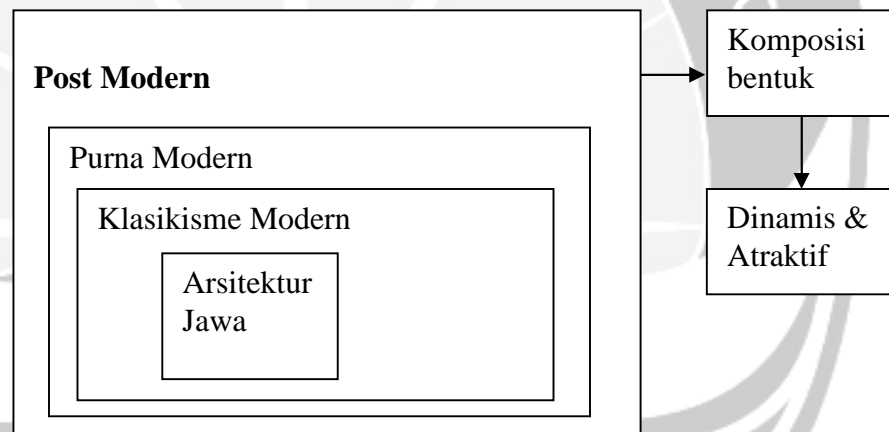 Post Modern
Purna Modern
Klasikisme Modern
Arsitektur
Jawa
Komposisi
bentuk
Dinamis &
Atraktif